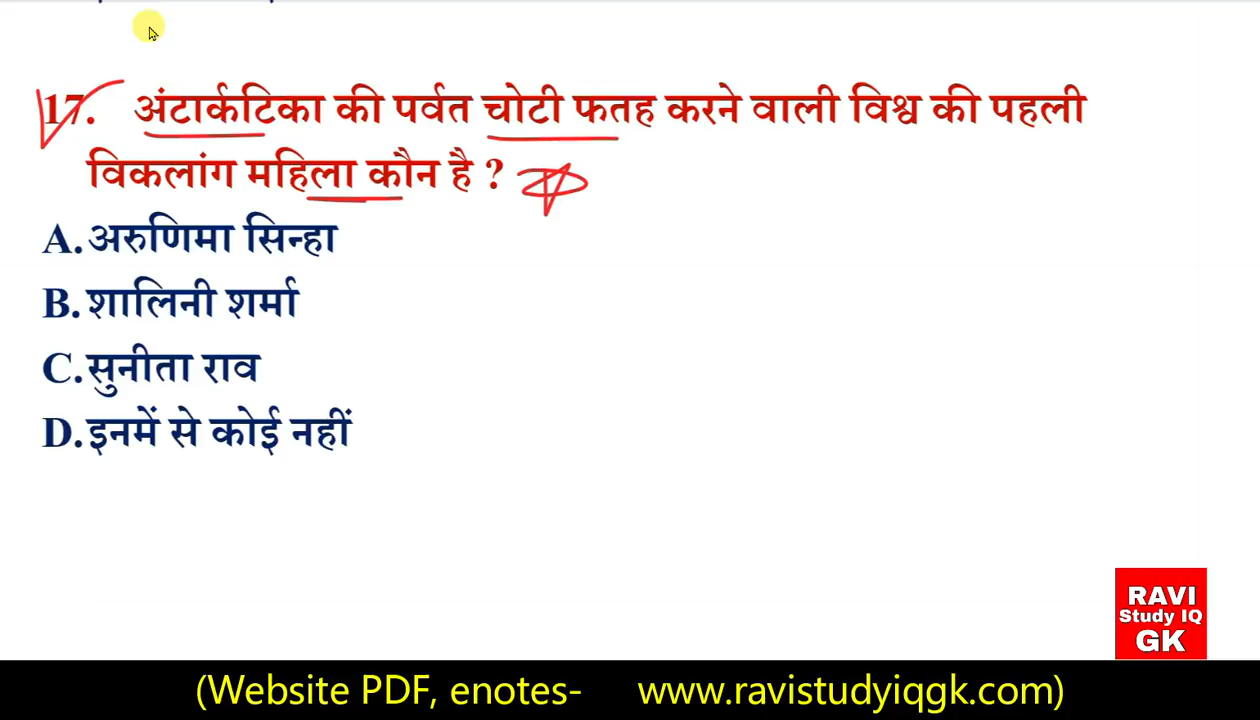 17. अंटार्कटिका की पर्वत चोटी फतह करने वाली विश्व की पहली
विकलांग महिला कौन है ?
A. अरुणिमा सिन्हा
B. शालिनी शर्मा
C. सुनीता राव
D. इनमें से कोई नहीं
RAVI
Study IQ
GK
(Website PDF, enotes- www.ravistudyiqgk.com)